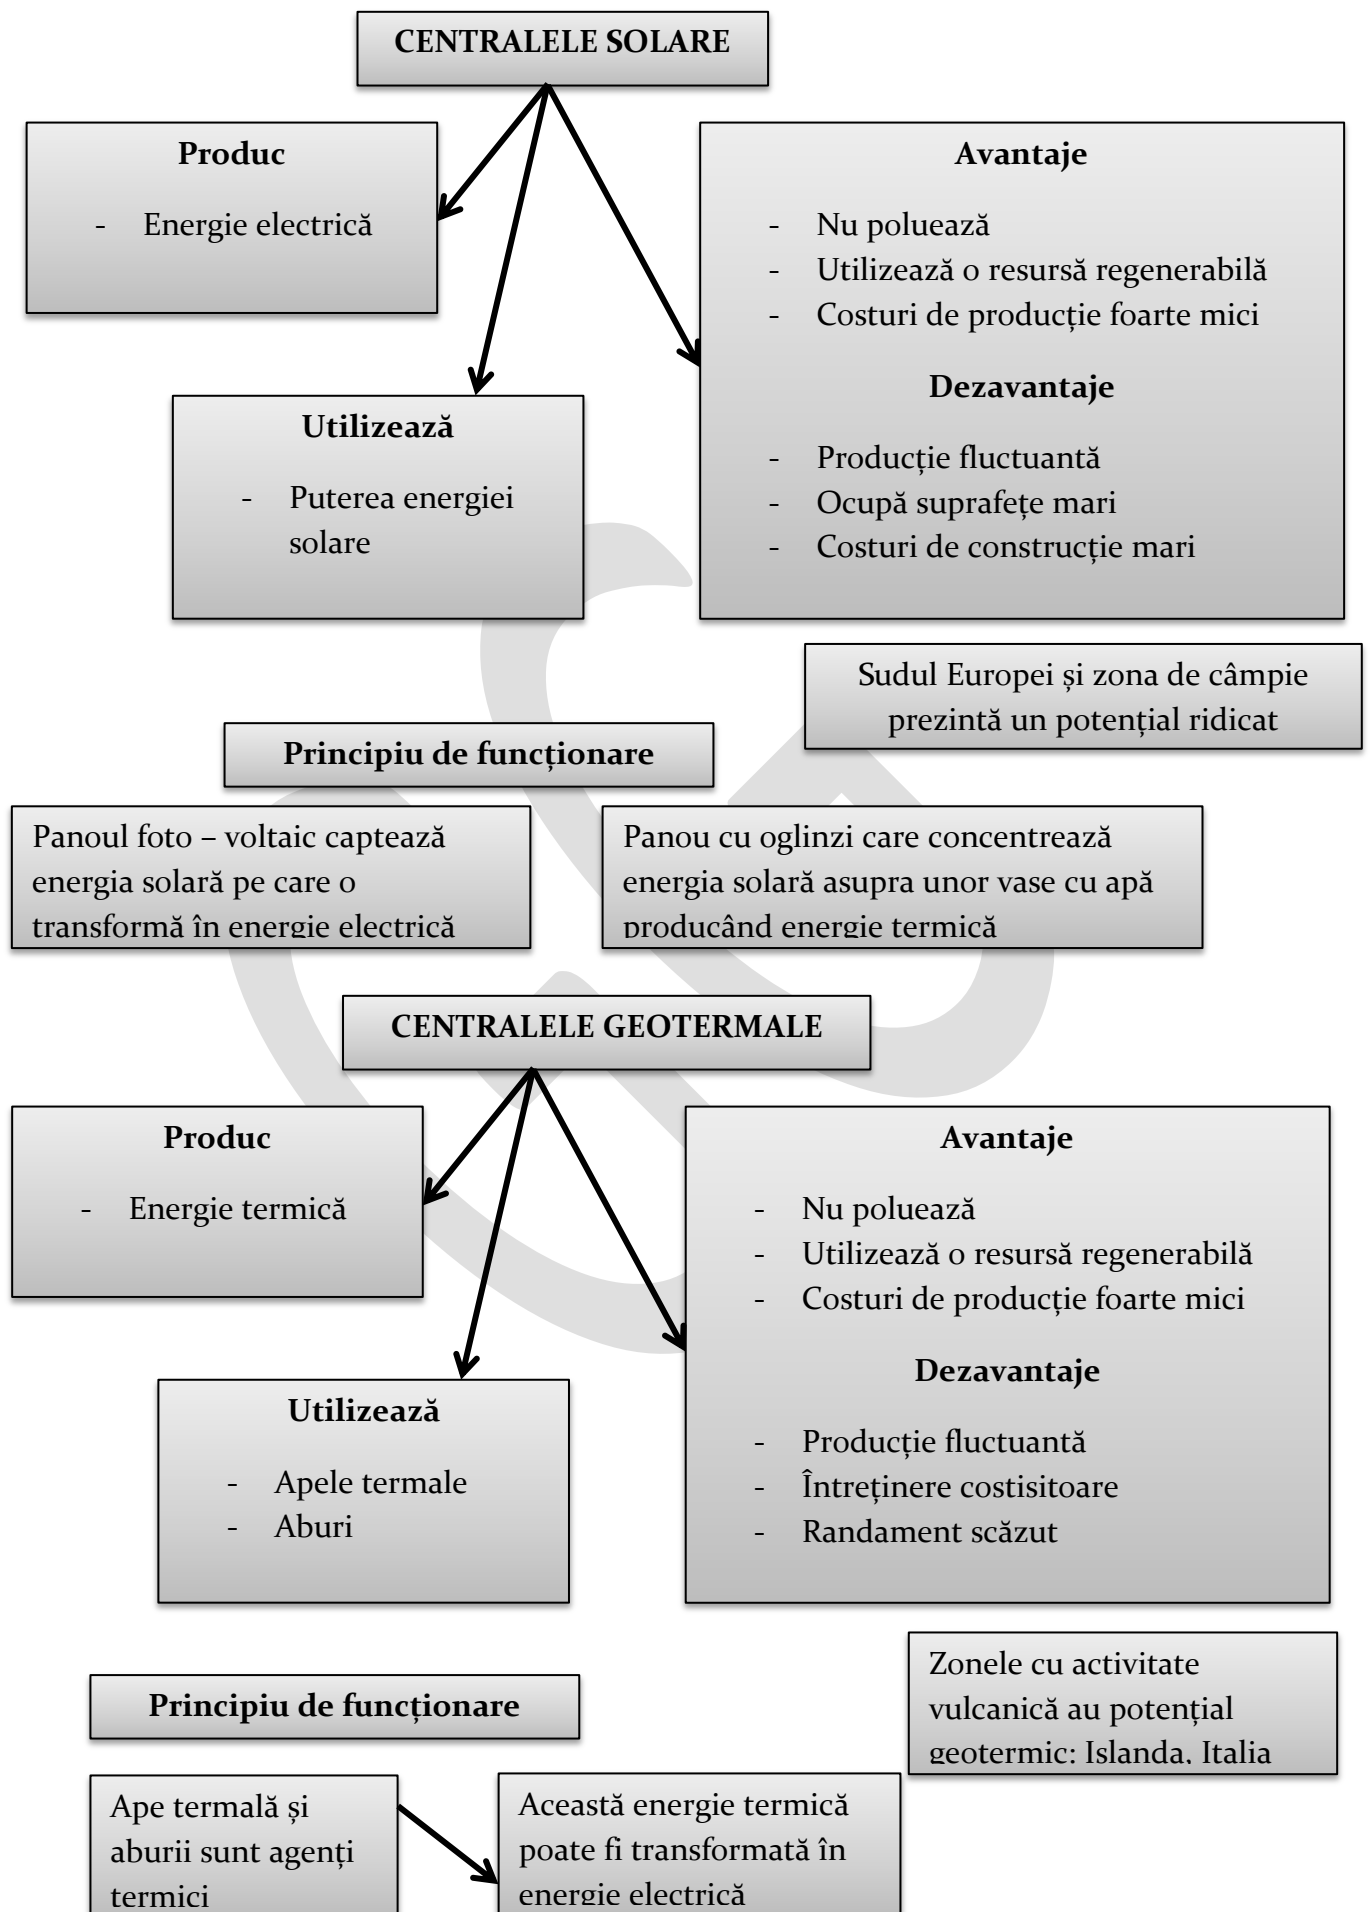 CENTRALELE SOLARE
Produc
- Energie electrică
Utilizează
- Puterea energiei
solare
Avantaje
- Nu poluează
- Utilizează o resursă regenerabilă
- Costuri de producție foarte mici
Dezavantaje
- Producție fluctuantă
- Ocupă suprafețe mari
- Costuri de construcție mari
Sudul Europei și zona de câmpie
prezintă un potențial ridicat
Principiu de funcționare
Panoul foto – voltaic captează
energia solară pe care o
transformă în energie electrică
Panou cu oglinzi care concentrează
energia solară asupra unor vase cu apă
producând energie termică
CENTRALELE GEOTERMALE
Produc
- Energie termică
Utilizează
- Apele termale
- Aburi
Avantaje
- Nu poluează
- Utilizează o resursă regenerabilă
- Costuri de producție foarte mici
Dezavantaje
- Producție fluctuantă
- Întreținere costisitoare
- Randament scăzut
Zonele cu activitate
vulcanică au potențial
geotermic: Islanda, Italia
Principiu de funcționare
Ape termală și
aburii sunt agenți
termici
Această energie termică
poate fi transformată în
energie electrică